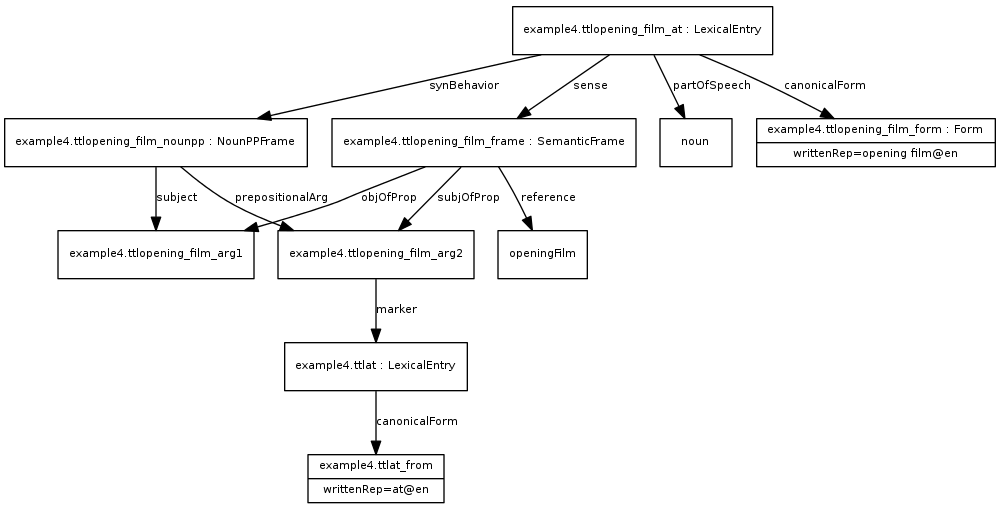 example4.ttlopening_film_at : LexicalEntry
synBehavior
sense
partOfSpeech
canonicalForm
example4.ttlopening_film_nounpp : NounPPFrame
example4.ttlopening_film_frame : SemanticFrame
noun
example4.ttlopening_film_form : Form
writtenRep=opening film@en
subject
prepositionalArg
objOfProp
subjOfProp
reference
example4.ttlopening_film_arg1
example4.ttlopening_film_arg2
openingFilm
marker
example4.ttlat : LexicalEntry
canonicalForm
example4.ttlat_from
writtenRep=at@en